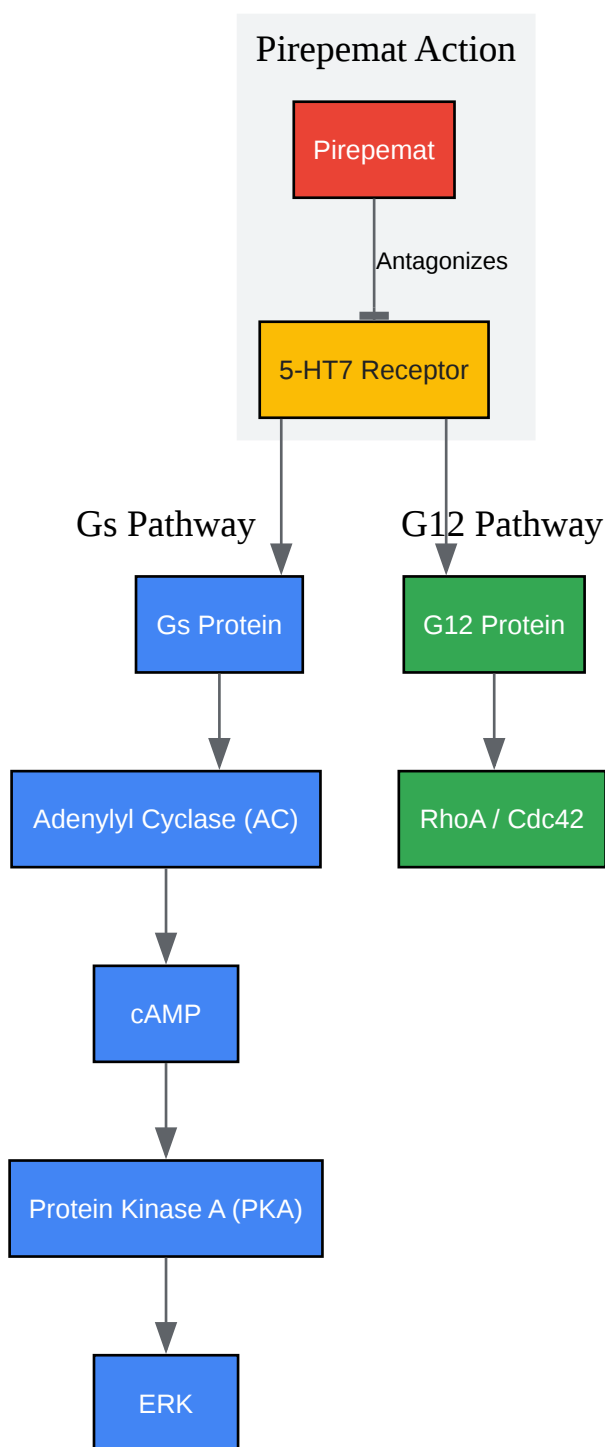 Pirepemat Action
Pirepemat
Antagonizes
5-HT7 Receptor
Gs Pathway
G12 Pathway
Gs Protein
G12 Protein
Adenylyl Cyclase (AC)
RhoA / Cdc42
cAMP
Protein Kinase A (PKA)
ERK